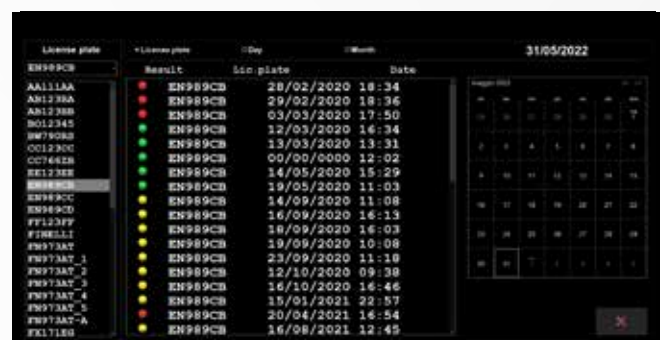 License plate
License plate
Day
Month
31/05/2022
EN989CB
Result Lic.plate Date
AA111AA
AB123BA
AB123BB
BO12345
BW790RS
CC123CC
CC766ZB
EE123EE
EN989CB
EN989CC
EN989CD
FF123FF
FINELLI
FN973AT
FN973AT_1
FN973AT_2
FN973AT_3
FN973AT_4
FN973AT_5
FN973AT-A
FX171EG
EN989CB 28/02/2020 18:34
EN989CB 29/02/2020 18:36
EN989CB 03/03/2020 17:50
EN989CB 12/03/2020 16:34
EN989CB 13/03/2020 13:31
EN989CB 00/00/0000 12:02
EN989CB 14/05/2020 15:29
EN989CB 19/05/2020 11:03
EN989CB 14/09/2020 11:08
EN989CB 16/09/2020 16:13
EN989CB 18/09/2020 16:03
EN989CB 19/09/2020 10:08
EN989CB 23/09/2020 11:18
EN989CB 12/10/2020 09:38
EN989CB 16/10/2020 16:46
EN989CB 15/01/2021 22:57
EN989CB 20/04/2021 16:54
EN989CB 16/08/2021 12:45
maggio 2022